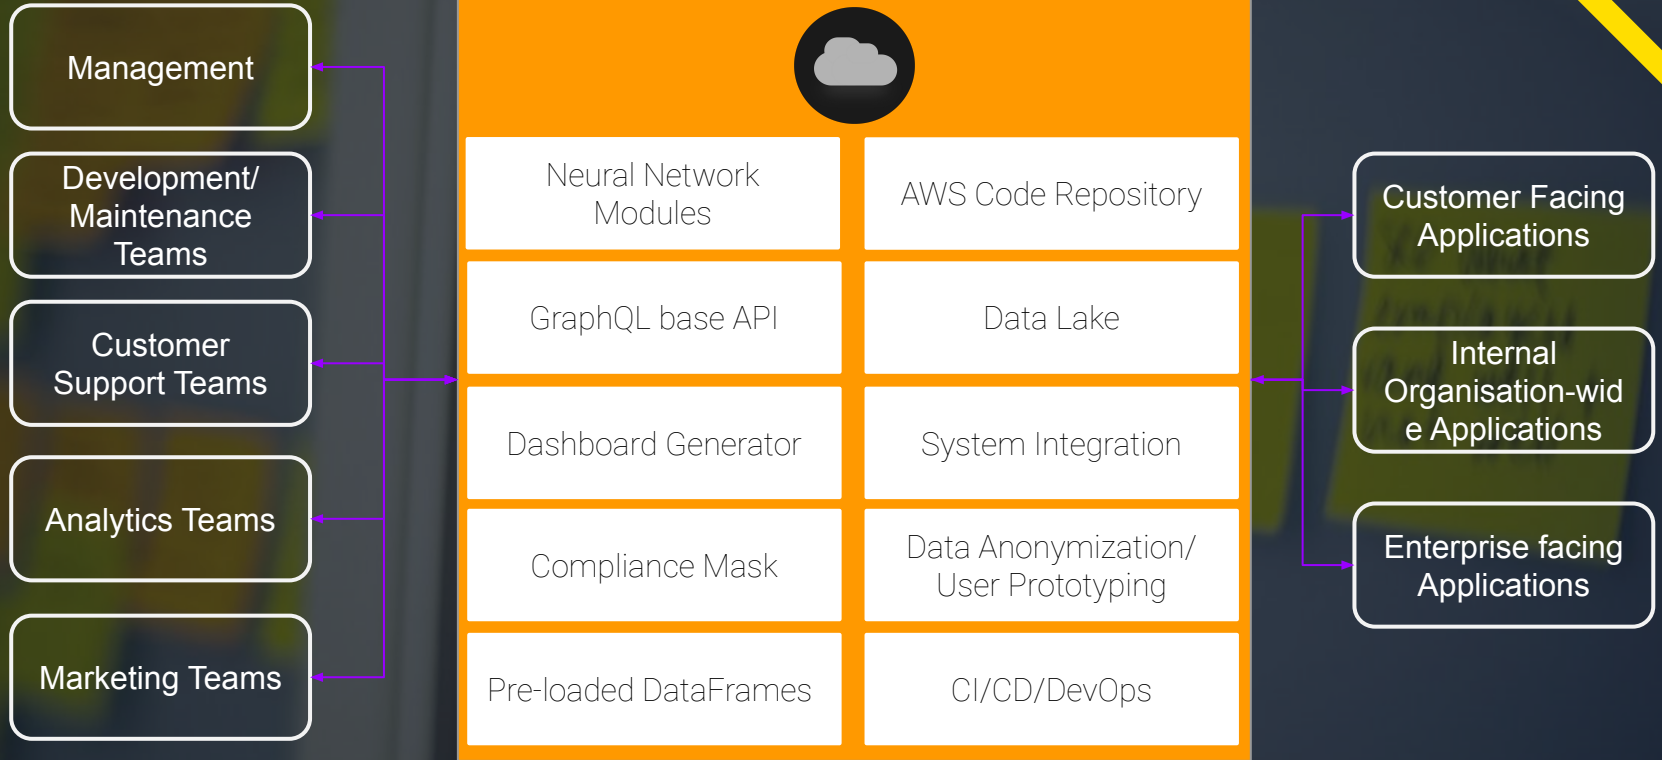 Management
Development/
Maintenance
Teams
Customer
Support Teams
Analytics Teams
Marketing Teams
Neural Network
Modules
AWS Code Repository
GraphQL base API
Data Lake
Dashboard Generator
System Integration
Compliance Mask
Data Anonymization/
User Prototyping
Pre-loaded DataFrames
CI/CD/DevOps
Customer Facing
Applications
Internal
Organisation-wid
e Applications
Enterprise facing
Applications